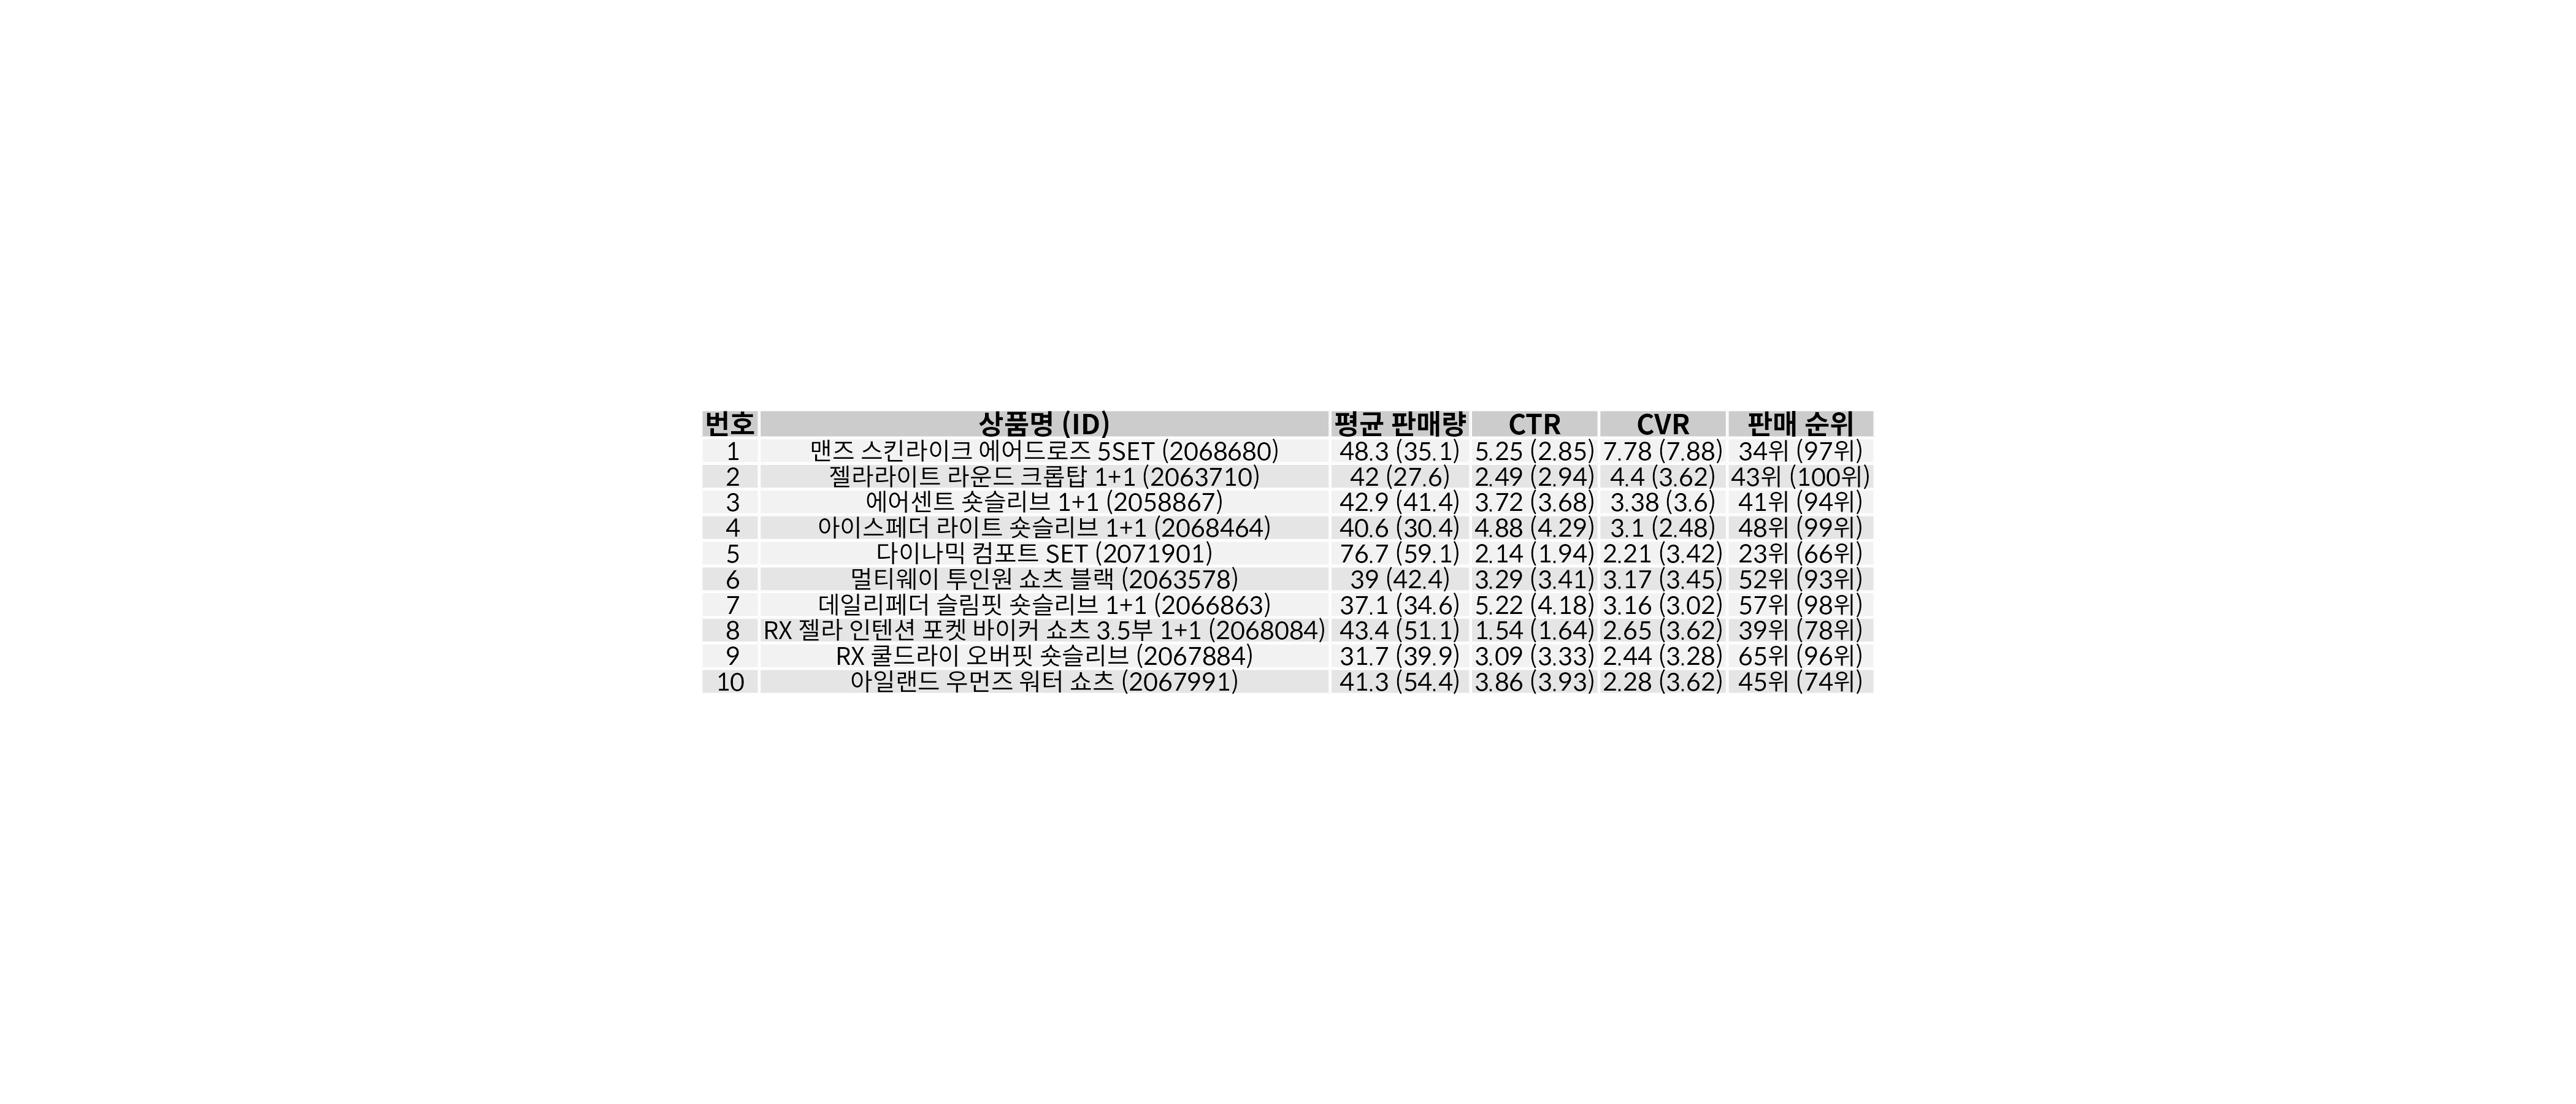 번호 상품명 (ID) 평균 판매량 CTR CVR 판매 순위
1 맨즈 스킨라이크 에어드로즈 5SET (2068680) 48.3 (35.1) 5.25 (2.85) 7.78 (7.88) 34위 (97위)
2 젤라라이트 라운드 크롭탑 1+1 (2063710) 42 (27.6) 2.49 (2.94) 4.4 (3.62) 43위 (100위)
3 에어센트 숏슬리브 1+1 (2058867) 42.9 (41.4) 3.72 (3.68) 3.38 (3.6) 41위 (94위)
4 아이스페더 라이트 숏슬리브 1+1 (2068464) 40.6 (30.4) 4.88 (4.29) 3.1 (2.48) 48위 (99위)
5 다이나믹 컴포트 SET (2071901) 76.7 (59.1) 2.14 (1.94) 2.21 (3.42) 23위 (66위)
6 멀티웨이 투인원 쇼츠 블랙 (2063578) 39 (42.4) 3.29 (3.41) 3.17 (3.45) 52위 (93위)
7 데일리페더 슬림핏 숏슬리브 1+1 (2066863) 37.1 (34.6) 5.22 (4.18) 3.16 (3.02) 57위 (98위)
8 RX 젤라 인텐션 포켓 바이커 쇼츠 3.5부 1+1 (2068084) 43.4 (51.1) 1.54 (1.64) 2.65 (3.62) 39위 (78위)
9 RX 쿨드라이 오버핏 숏슬리브 (2067884) 31.7 (39.9) 3.09 (3.33) 2.44 (3.28) 65위 (96위)
10 아일랜드 우먼즈 워터 쇼츠 (2067991) 41.3 (54.4) 3.86 (3.93) 2.28 (3.62) 45위 (74위)